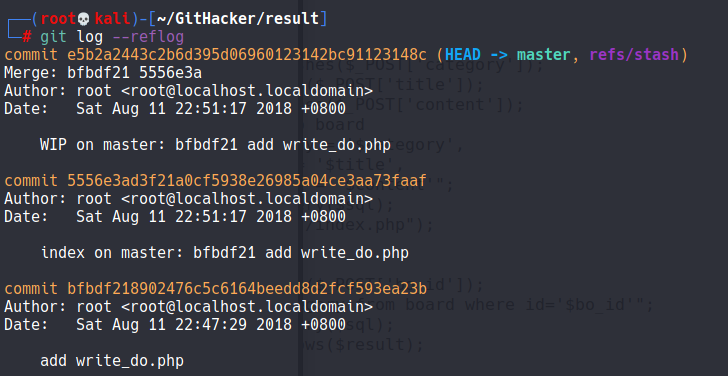 ┌──(root💀kali)-[~/GitHacker/result]
└─# git log --reflog
commit e5b2a2443c2b6d395d06960123142bc91123148c (HEAD -> master, refs/stash)
Merge: bfbdf21 5556e3a
Author: root <root@localhost.localdomain>
Date:   Sat Aug 11 22:51:17 2018 +0800
    WIP on master: bfbdf21 add write_do.php
commit 5556e3ad3f21a0cf5938e26985a04ce3aa73faaf
Author: root <root@localhost.localdomain>
Date:   Sat Aug 11 22:51:17 2018 +0800
    index on master: bfbdf21 add write_do.php
commit bfbdf218902476c5c6164beedd8d2fcf593ea23b
Author: root <root@localhost.localdomain>
Date:   Sat Aug 11 22:47:29 2018 +0800
    add write_do.php